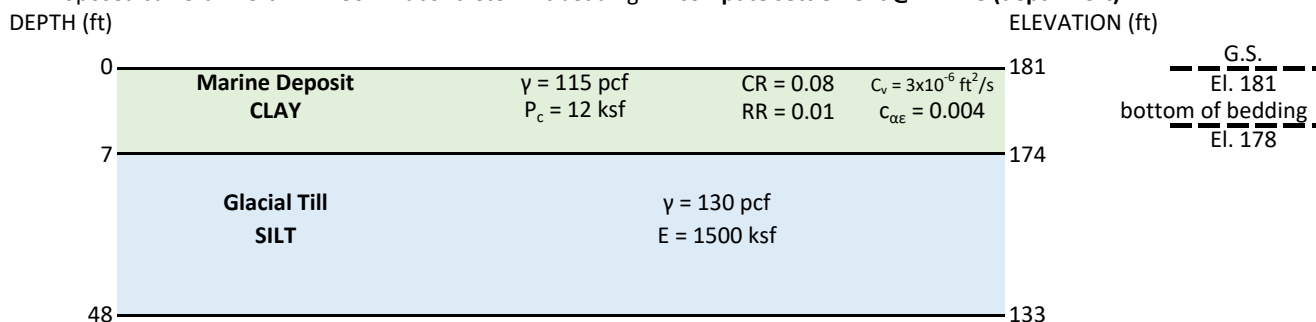 DEPTH (ft) ELEVATION (ft)
G.S.
0 181
Marine Deposit γ = 115 pcf CR = 0.08 Cᵥ = 3x10⁻⁶ ft²/s El. 181
CLAY P_c = 12 ksf RR = 0.01 c_αε = 0.004 bottom of bedding
7 174 El. 178
Glacial Till γ = 130 pcf
SILT E = 1500 ksf
48 133